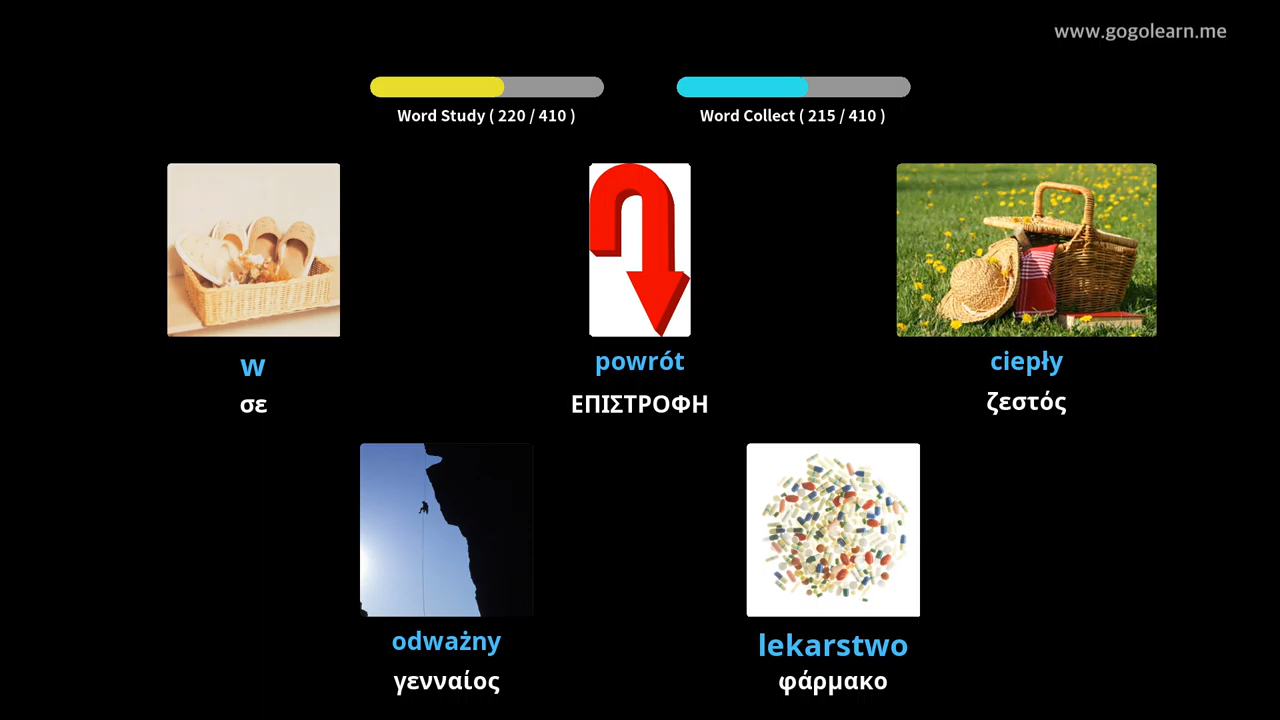 www.gogolearn.me
Word Study ( 220 / 410 )
Word Collect ( 215 / 410 )
w
σε
powrót
ΕΠΙΣΤΡΟΦΗ
ciepły
ζεστός
odważny
γενναίος
lekarstwo
φάρμακο